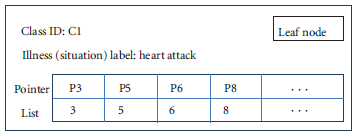 Class ID: C1
Leaf node
Illness (situation) label: heart attack
Pointer P3 P5 P6 P8 ...
List 3 5 6 8 ...